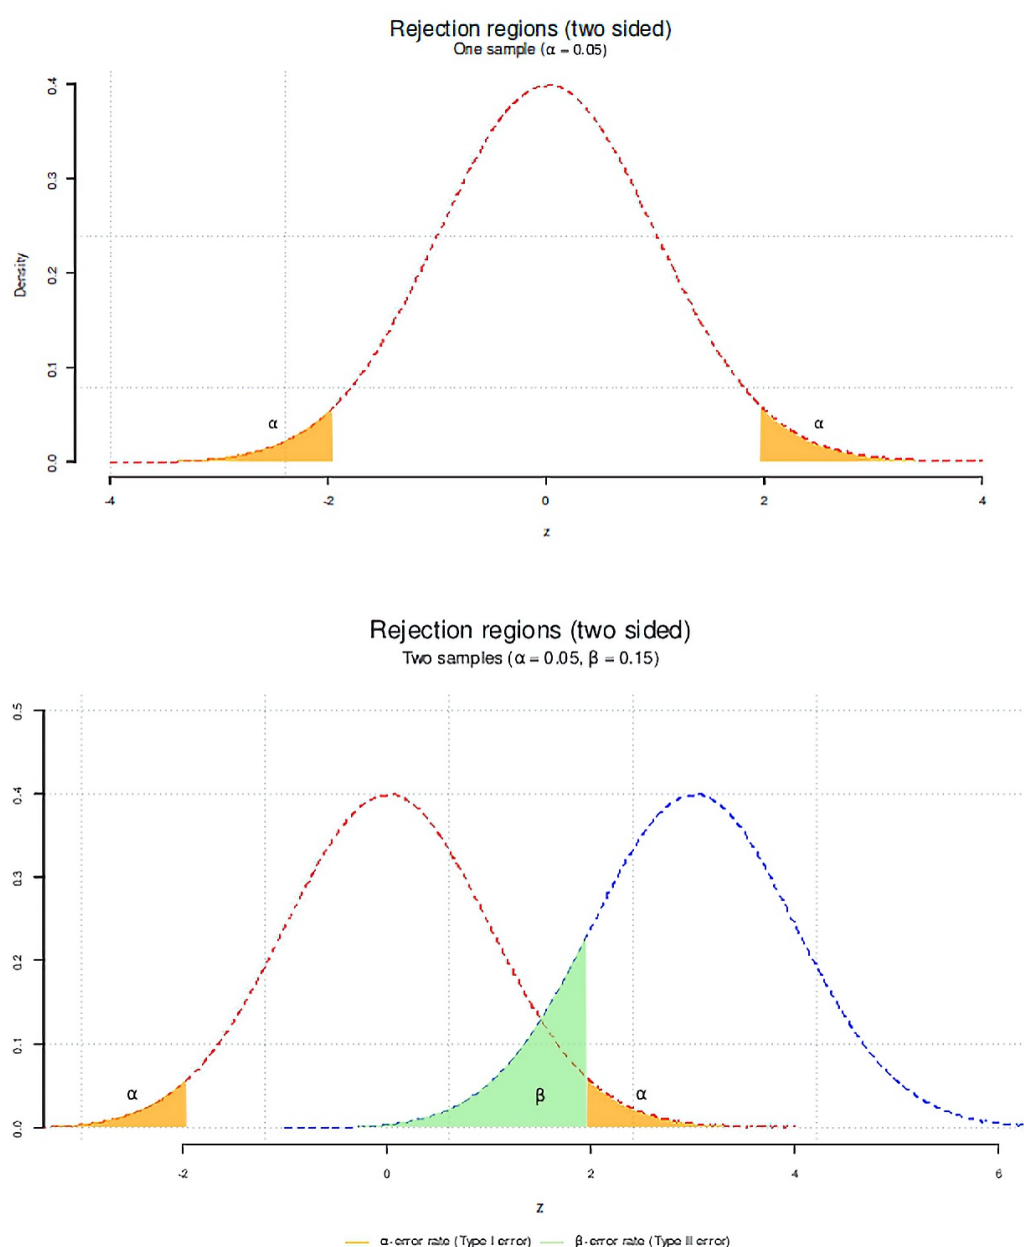 Rejection regions (two sided)
One sample (α = 0.05)
0.4
0.3
0.2
0.1
0.0
Density
α
α
-4
-2
0
2
4
z
Rejection regions (two sided)
Two samples (α = 0.05, β = 0.15)
0.5
0.4
0.3
0.2
0.1
0.0
α
β
α
-2
0
2
4
6
z
α-error rate (Type I error)
β-error rate (Type II error)